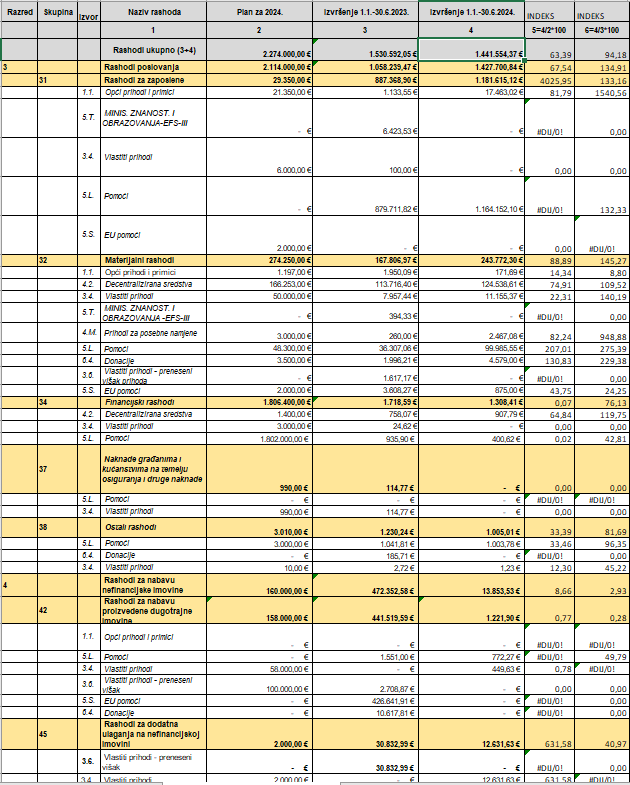 Razred Skupina Izvor Naziv rashoda Plan za 2024. Izvršenje 1.1.-30.6.2023. Izvršenje 1.1.-30.6.2024. INDEKS INDEKS
1 2 3 4 5=4/2*100 6=4/3*100
Rashodi ukupno (3+4) 2.274.000,00 € 1.530.592,05 € 1.441.554,37 € 63,39 94,18
3 Rashodi poslovanja 2.114.000,00 € 1.058.239,47 € 1.427.700,84 € 67,54 134,91
31 Rashodi za zaposlene 29.350,00 € 887.368,90 € 1.181.615,12 € 4025,95 133,16
1.1. Opći prihodi i primici 21.350,00 € 1.133,55 € 17.463,02 € 81,79 1540,56
5.T. MINIS. ZNANOST. I
OBRAZOVANJA-EFS-III - € 6.423,53 € - € #DIJ/0! 0,00
3.4. Vlastiti prihodi 6.000,00 € 100,00 € - € 0,00 0,00
5.L. Pomoći - € 879.711,82 € 1.164.152,10 € #DIJ/0! 132,33
5.S. EU pomoći 2.000,00 € - € - € 0,00 #DIJ/0!
32 Materijalni rashodi 274.250,00 € 167.806,97 € 243.772,30 € 88,89 145,27
1.1. Opći prihodi i primici 1.197,00 € 1.950,09 € 171,69 € 14,34 8,80
4.2. Decentralizirana sredstva 166.253,00 € 113.716,40 € 124.538,61 € 74,91 109,52
3.4. Vlastiti prihodi 50.000,00 € 7.957,44 € 11.155,37 € 22,31 140,19
5.T. MINIS. ZNANOST. I
OBRAZOVANJA -EFS-III - € 394,33 € - € #DIJ/0! 0,00
4.M. Prihodi za posebne namjene 3.000,00 € 260,00 € 2.467,08 € 82,24 948,88
5.L. Pomoći 48.300,00 € 36.307,06 € 99.985,55 € 207,01 275,39
6.4. Donacije 3.500,00 € 1.996,21 € 4.579,00 € 130,83 229,38
3.6. Vlastiti prihodi - preneseni
višak prihoda - € 1.617,17 € - € #DIJ/0! 0,00
5.S. EU pomoći 2.000,00 € 3.608,27 € 875,00 € 43,75 24,25
34 Financijski rashodi 1.806.400,00 € 1.718,59 € 1.308,41 € 0,07 76,13
4.2. Decentralizirana sredstva 1.400,00 € 758,07 € 907,79 € 64,84 119,75
3.4. Vlastiti prihodi 3.000,00 € 24,62 € - € 0,00 0,00
5.L. Pomoći 1.802.000,00 € 935,90 € 400,62 € 0,02 42,81
37 Naknade građanima i
kućanstvima na temelju
osiguranja i druge naknade 990,00 € 114,77 € - € 0,00 0,00
5.L. Pomoći - € - € - € #DIJ/0! #DIJ/0!
3.4. Vlastiti prihodi 990,00 € 114,77 € - € 0,00 0,00
38 Ostali rashodi 3.010,00 € 1.230,24 € 1.005,01 € 33,39 81,69
5.L. Pomoći 3.000,00 € 1.041,81 € 1.003,78 € 33,46 96,35
6.4. Donacije - € 185,71 € - € #DIJ/0! 0,00
3.4. Vlastiti prihodi 10,00 € 2,72 € 1,23 € 12,30 45,22
4 Rashodi za nabavu
nefinancijske imovine 160.000,00 € 472.352,58 € 13.853,53 € 8,66 2,93
42 Rashodi za nabavu
proizvedene dugotrajne
imovine 158.000,00 € 441.519,59 € 1.221,90 € 0,77 0,28
1.1. Opći prihodi i primici - € - € - € #DIJ/0! #DIJ/0!
5.L. Pomoći - € 1.551,00 € 772,27 € #DIJ/0! 49,79
3.4. Vlastiti prihodi 58.000,00 € - € 449,63 € 0,78 #DIJ/0!
3.6. Vlastiti prihodi - preneseni
višak 100.000,00 € 2.708,87 € - € 0,00 0,00
5.S. EU pomoći - € 426.641,91 € - € #DIJ/0! 0,00
6.4. Donacije - € 10.617,81 € - € #DIJ/0! 0,00
45 Rashodi za dodatna
ulaganja na nefinancijskoj
imovini 2.000,00 € 30.832,99 € 12.631,63 € 631,58 40,97
3.6. Vlastiti prihodi - preneseni
višak - € 30.832,99 € - € #DIJ/0! 0,00
3.4. Vlastiti prihodi 2.000,00 € - € 12.631,63 € 631,58 #DIJ/0!